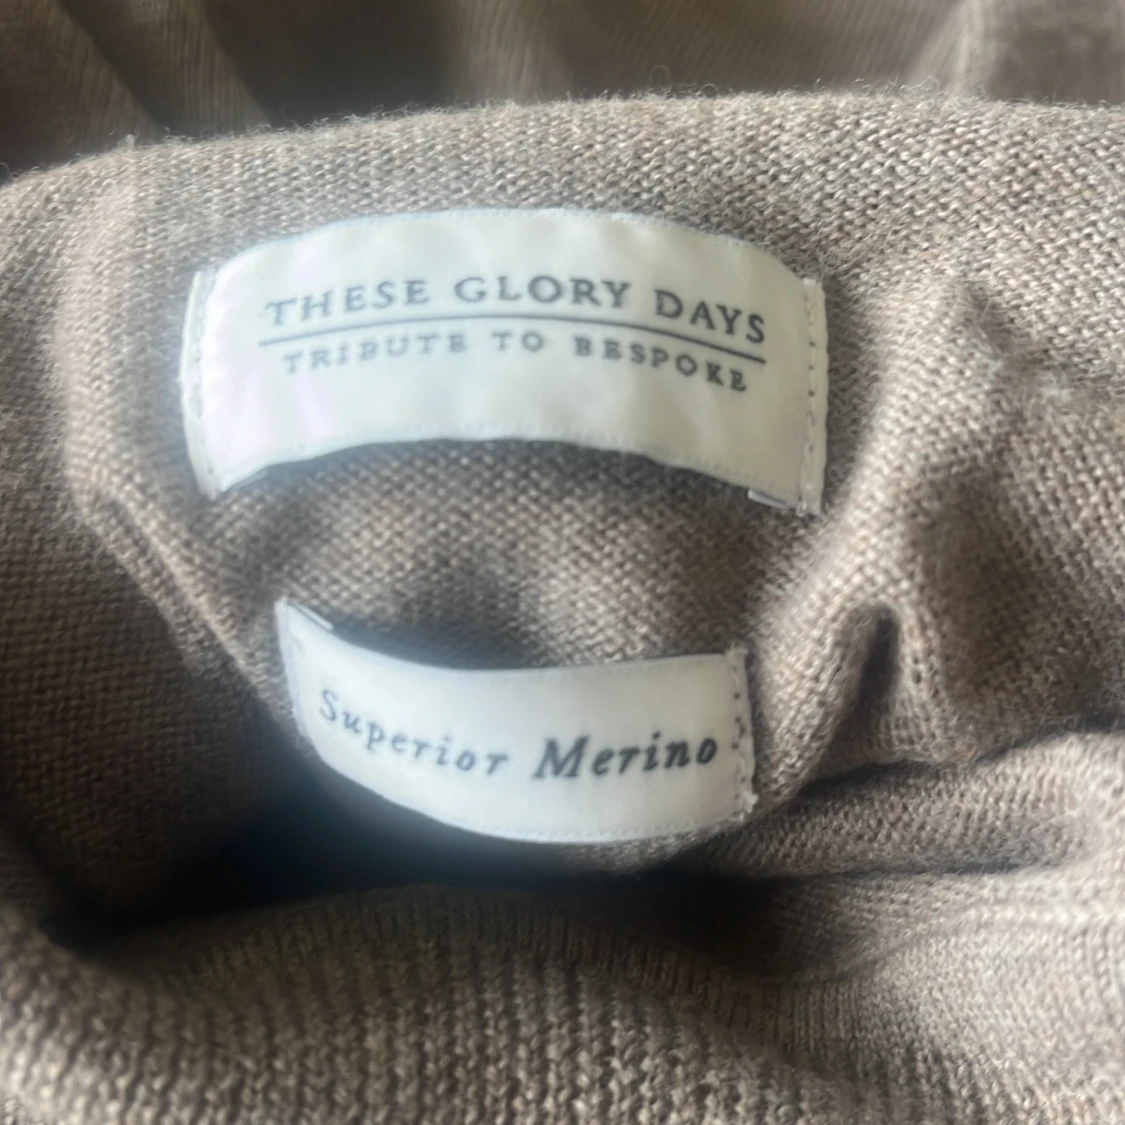 THESE GLORY DAYS
TRIBUTE TO BESPOKE
Superior Merino